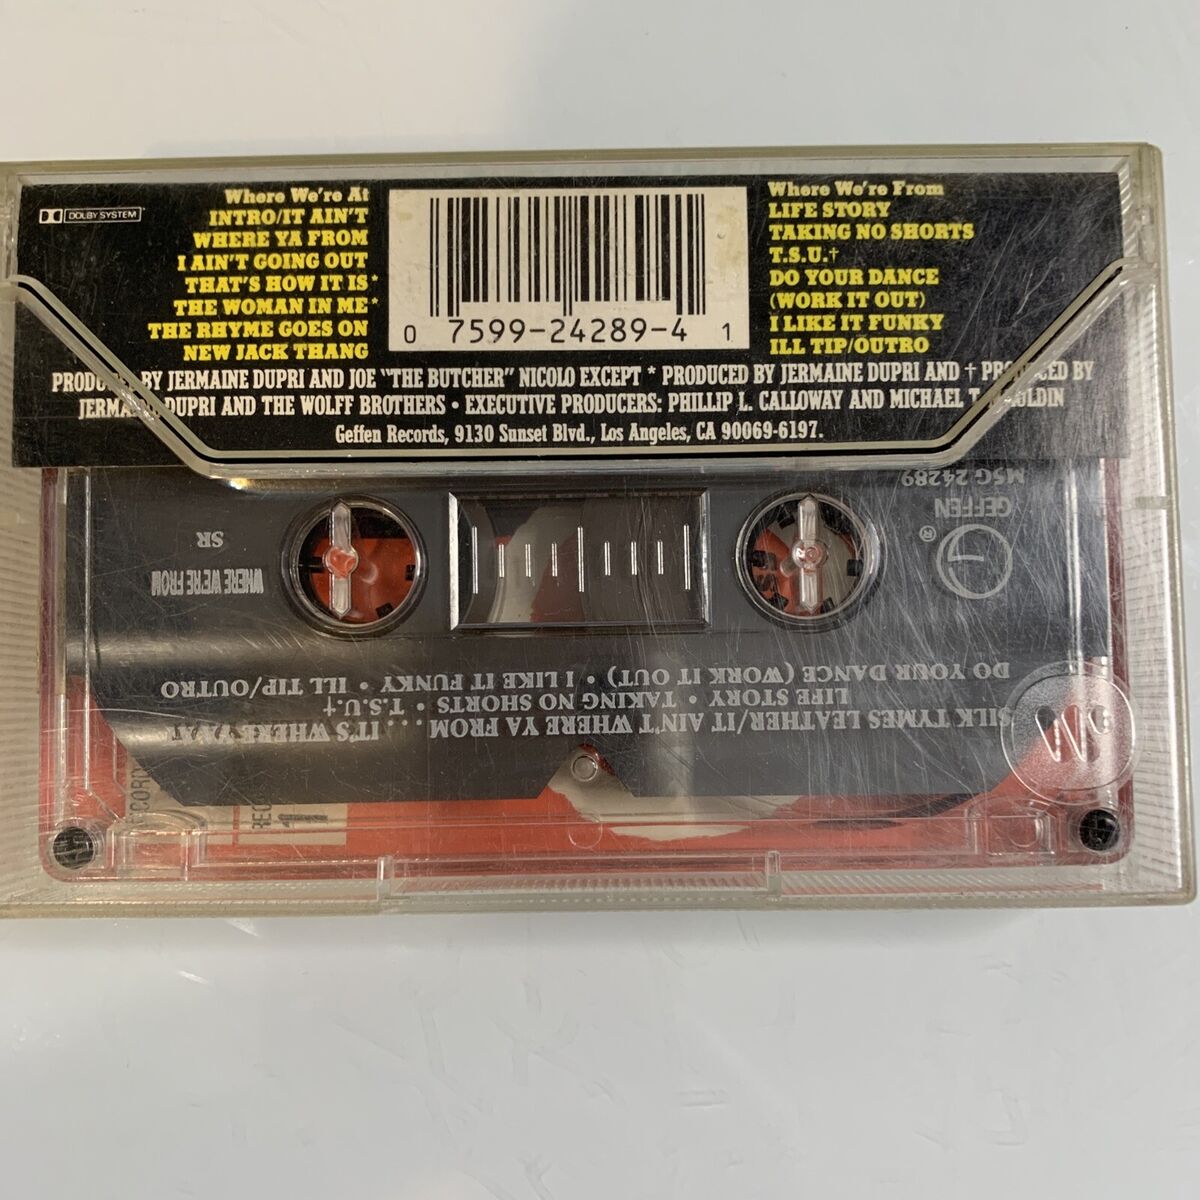 DOLBY SYSTEM
Where We're At
INTRO/IT AIN'T
WHERE YA FROM
I AIN'T GOING OUT
THAT'S HOW IT IS*
THE WOMAN IN ME*
THE RHYME GOES ON
NEW JACK THANG
0 7599-24289-4 1
Where We're From
LIFE STORY
TAKING NO SHORTS
T.S.U.†
DO YOUR DANCE
(WORK IT OUT)
I LIKE IT FUNKY
ILL TIP/OUTRO
BY JERMAINE DUPRI AND JOE "THE BUTCHER" NICOLO EXCEPT * PRODUCED BY JERMAINE DUPRI AND † PRODUCED BY
DUPRI AND THE WOLFF BROTHERS • EXECUTIVE PRODUCERS: PHILLIP L. CALLOWAY AND MICHAEL T.
Geffen Records, 9130 Sunset Blvd., Los Angeles, CA 90069-6197.
M5G 24289
GEFFEN
®
SR
WHERE WE'RE FROM
SILK TYMES LEATHER/IT AIN'T WHERE YA FROM . . . IT'S WHERE YA AT
LIFE STORY • TAKING NO SHORTS • T.S.U.†
DO YOUR DANCE (WORK IT OUT) • I LIKE IT FUNKY • ILL TIP/OUTRO